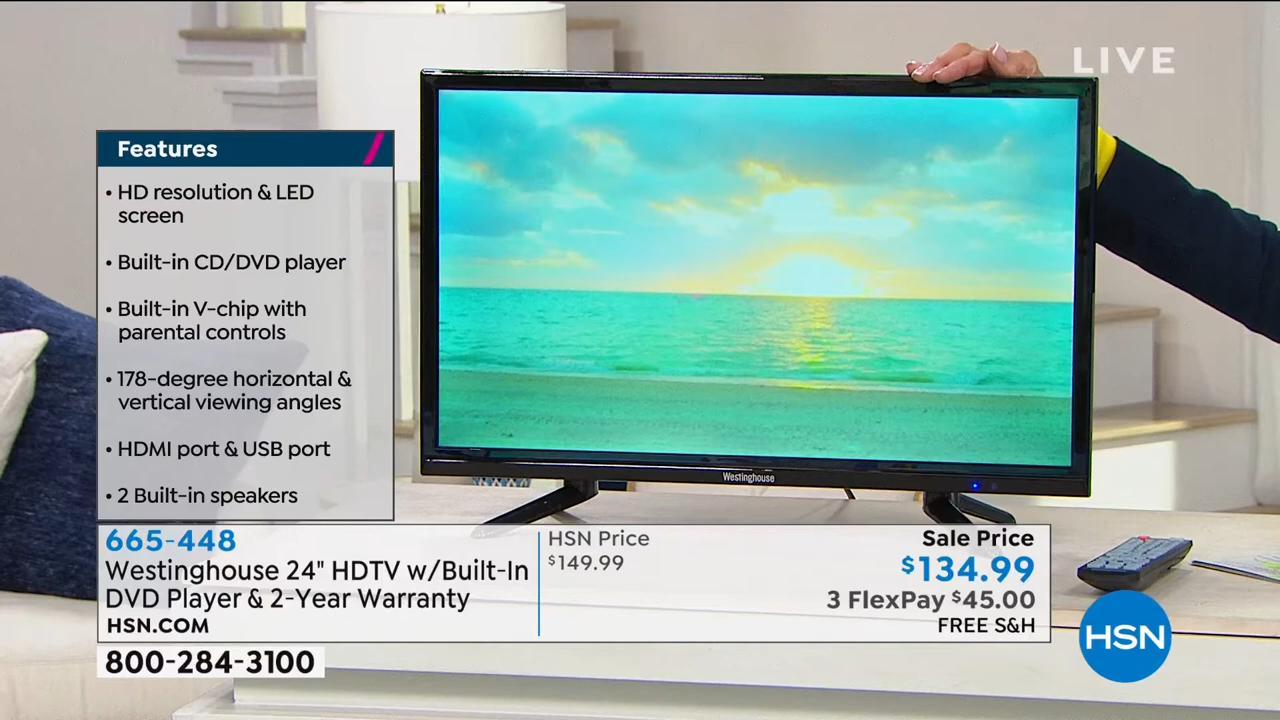 LIVE
Features
• HD resolution & LED
screen
• Built-in CD/DVD player
• Built-in V-chip with
parental controls
• 178-degree horizontal &
vertical viewing angles
• HDMI port & USB port
• 2 Built-in speakers
Westinghouse
665-448
Westinghouse 24" HDTV w/Built-In
DVD Player & 2-Year Warranty
HSN.COM
HSN Price
$149.99
Sale Price
$134.99
3 FlexPay $45.00
FREE S&H
HSN
800-284-3100